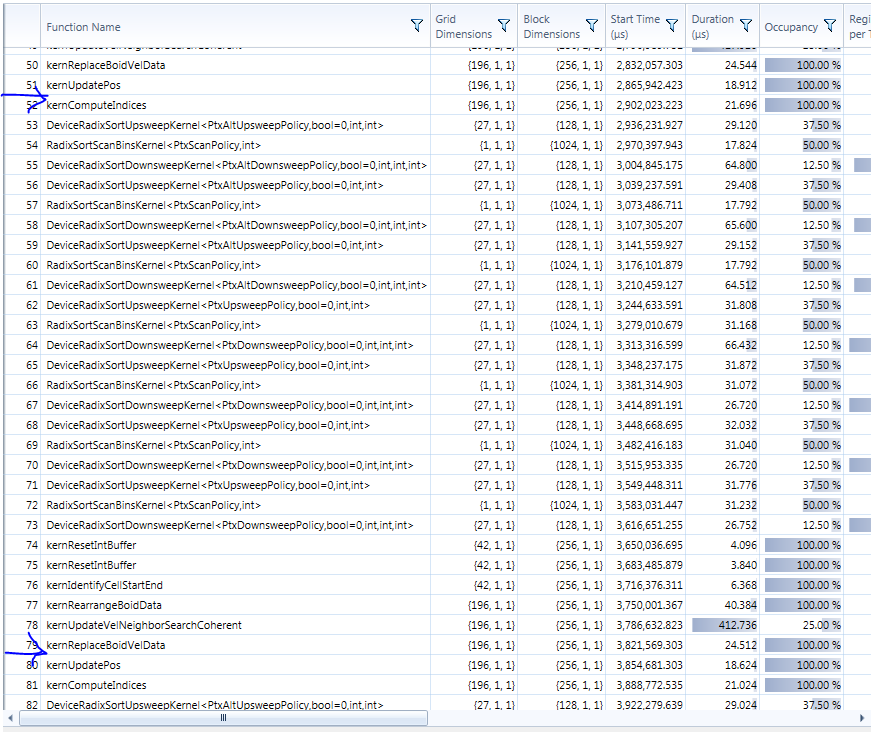 Function Name Grid Dimensions Block Dimensions Start Time (μs) Duration (μs) Occupancy Regi per T
50 kernReplaceBoidVelData {196, 1, 1} {256, 1, 1} 2,832,057.303 24.544 100.00 %
51 kernUpdatePos {196, 1, 1} {256, 1, 1} 2,865,942.423 18.912 100.00 %
52 kernComputeIndices {196, 1, 1} {256, 1, 1} 2,902,023.223 21.696 100.00 %
53 DeviceRadixSortUpsweepKernel<PtxAltUpsweepPolicy,bool=0,int,int> {27, 1, 1} {128, 1, 1} 2,936,231.927 29.120 37.50 %
54 RadixSortScanBinsKernel<PtxScanPolicy,int> {1, 1, 1} {1024, 1, 1} 2,970,397.943 17.824 50.00 %
55 DeviceRadixSortDownsweepKernel<PtxAltDownsweepPolicy,bool=0,int,int,int> {27, 1, 1} {128, 1, 1} 3,004,845.175 64.800 12.50 %
56 DeviceRadixSortUpsweepKernel<PtxAltUpsweepPolicy,bool=0,int,int> {27, 1, 1} {128, 1, 1} 3,039,237.591 29.408 37.50 %
57 RadixSortScanBinsKernel<PtxScanPolicy,int> {1, 1, 1} {1024, 1, 1} 3,073,486.711 17.792 50.00 %
58 DeviceRadixSortDownsweepKernel<PtxAltDownsweepPolicy,bool=0,int,int,int> {27, 1, 1} {128, 1, 1} 3,107,305.207 65.600 12.50 %
59 DeviceRadixSortUpsweepKernel<PtxAltUpsweepPolicy,bool=0,int,int> {27, 1, 1} {128, 1, 1} 3,141,559.927 29.152 37.50 %
60 RadixSortScanBinsKernel<PtxScanPolicy,int> {1, 1, 1} {1024, 1, 1} 3,176,101.879 17.792 50.00 %
61 DeviceRadixSortDownsweepKernel<PtxAltDownsweepPolicy,bool=0,int,int,int> {27, 1, 1} {128, 1, 1} 3,210,459.127 64.512 12.50 %
62 DeviceRadixSortUpsweepKernel<PtxUpsweepPolicy,bool=0,int,int> {27, 1, 1} {128, 1, 1} 3,244,633.591 31.808 37.50 %
63 RadixSortScanBinsKernel<PtxScanPolicy,int> {1, 1, 1} {1024, 1, 1} 3,279,010.679 31.168 50.00 %
64 DeviceRadixSortDownsweepKernel<PtxDownsweepPolicy,bool=0,int,int,int> {27, 1, 1} {128, 1, 1} 3,313,316.599 66.432 12.50 %
65 DeviceRadixSortUpsweepKernel<PtxUpsweepPolicy,bool=0,int,int> {27, 1, 1} {128, 1, 1} 3,348,237.175 31.872 37.50 %
66 RadixSortScanBinsKernel<PtxScanPolicy,int> {1, 1, 1} {1024, 1, 1} 3,381,314.903 31.072 50.00 %
67 DeviceRadixSortDownsweepKernel<PtxDownsweepPolicy,bool=0,int,int,int> {27, 1, 1} {128, 1, 1} 3,414,891.191 26.720 12.50 %
68 DeviceRadixSortUpsweepKernel<PtxUpsweepPolicy,bool=0,int,int> {27, 1, 1} {128, 1, 1} 3,448,668.695 32.032 37.50 %
69 RadixSortScanBinsKernel<PtxScanPolicy,int> {1, 1, 1} {1024, 1, 1} 3,482,416.183 31.040 50.00 %
70 DeviceRadixSortDownsweepKernel<PtxDownsweepPolicy,bool=0,int,int,int> {27, 1, 1} {128, 1, 1} 3,515,953.335 26.720 12.50 %
71 DeviceRadixSortUpsweepKernel<PtxUpsweepPolicy,bool=0,int,int> {27, 1, 1} {128, 1, 1} 3,549,448.311 31.776 37.50 %
72 RadixSortScanBinsKernel<PtxScanPolicy,int> {1, 1, 1} {1024, 1, 1} 3,583,031.447 31.232 50.00 %
73 DeviceRadixSortDownsweepKernel<PtxDownsweepPolicy,bool=0,int,int,int> {27, 1, 1} {128, 1, 1} 3,616,651.255 26.752 12.50 %
74 kernResetIntBuffer {42, 1, 1} {256, 1, 1} 3,650,036.695 4.096 100.00 %
75 kernResetIntBuffer {42, 1, 1} {256, 1, 1} 3,683,485.879 3.840 100.00 %
76 kernIdentifyCellStartEnd {42, 1, 1} {256, 1, 1} 3,716,376.311 6.368 100.00 %
77 kernRearrangeBoidData {196, 1, 1} {256, 1, 1} 3,750,001.367 40.384 100.00 %
78 kernUpdateVelNeighborSearchCoherent {196, 1, 1} {256, 1, 1} 3,786,632.823 412.736 25.00 %
79 kernReplaceBoidVelData {196, 1, 1} {256, 1, 1} 3,821,569.303 24.512 100.00 %
80 kernUpdatePos {196, 1, 1} {256, 1, 1} 3,854,681.303 18.624 100.00 %
81 kernComputeIndices {196, 1, 1} {256, 1, 1} 3,888,772.535 21.024 100.00 %
82 DeviceRadixSortUpsweepKernel<PtxAltUpsweepPolicy,bool=0,int,int> {27, 1, 1} {128, 1, 1} 3,922,279.639 29.024 37.50 %